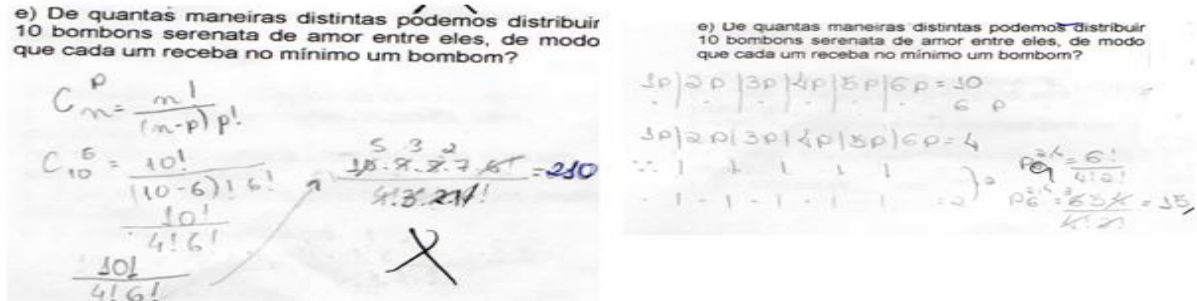 e) De quantas maneiras distintas podemos distribuir
10 bombons serenata de amor entre eles, de modo
que cada um receba no mínimo um bombom?
C_n^p = n! / (n-p) p!
C_10^6 = 10! / (10-6)! 6!
10! / 4! 6!
10! / 4! 6!
= 210
e) De quantas maneiras distintas podemos distribuir
10 bombons serenata de amor entre eles, de modo
que cada um receba no mínimo um bombom?
1P|2P|3P|4P|5P|6P = 10
6 P
1P|2P|3P|4P|5P|6P = 4
= 6! / 4! 2!
= 15